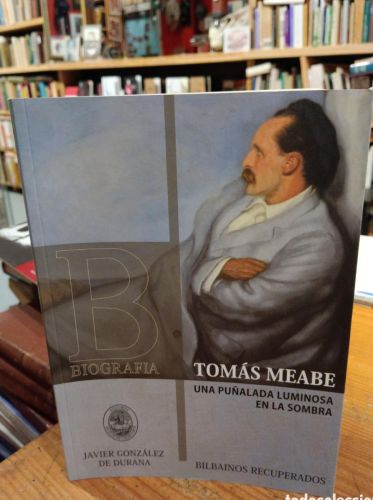 B
BIOGRAFIA
TOMÁS MEABE
UNA PUÑALADA LUMINOSA
EN LA SOMBRA
JAVIER GONZÁLEZ
DE DURANA
BILBAINOS RECUPERADOS
todocoleccion